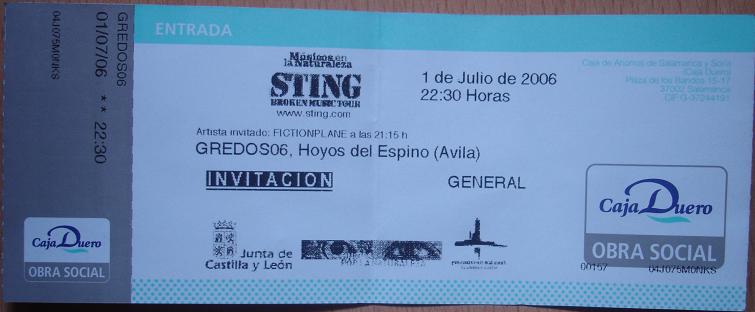 GREDOS06
01/07/06 ** 22:30
04J075M0NKS
Caja Duero
OBRA SOCIAL
ENTRADA
Músicos en
la Naturaleza
STING
BROKEN MUSIC TOUR
www.sting.com
1 de Julio de 2006
22:30 Horas
Caja de Ahorros de Salamanca y Soria
(Caja Duero)
Plaza de los Bandos 15-17
37002 Salamanca
CIF G-37244191
Artista invitado: FICTIONPLANE a las 21:15 h
GREDOS06, Hoyos del Espino (Avila)
INVITACION
GENERAL
Junta de
Castilla y León
Caja Duero
OBRA SOCIAL
00157
04J075M0NKS